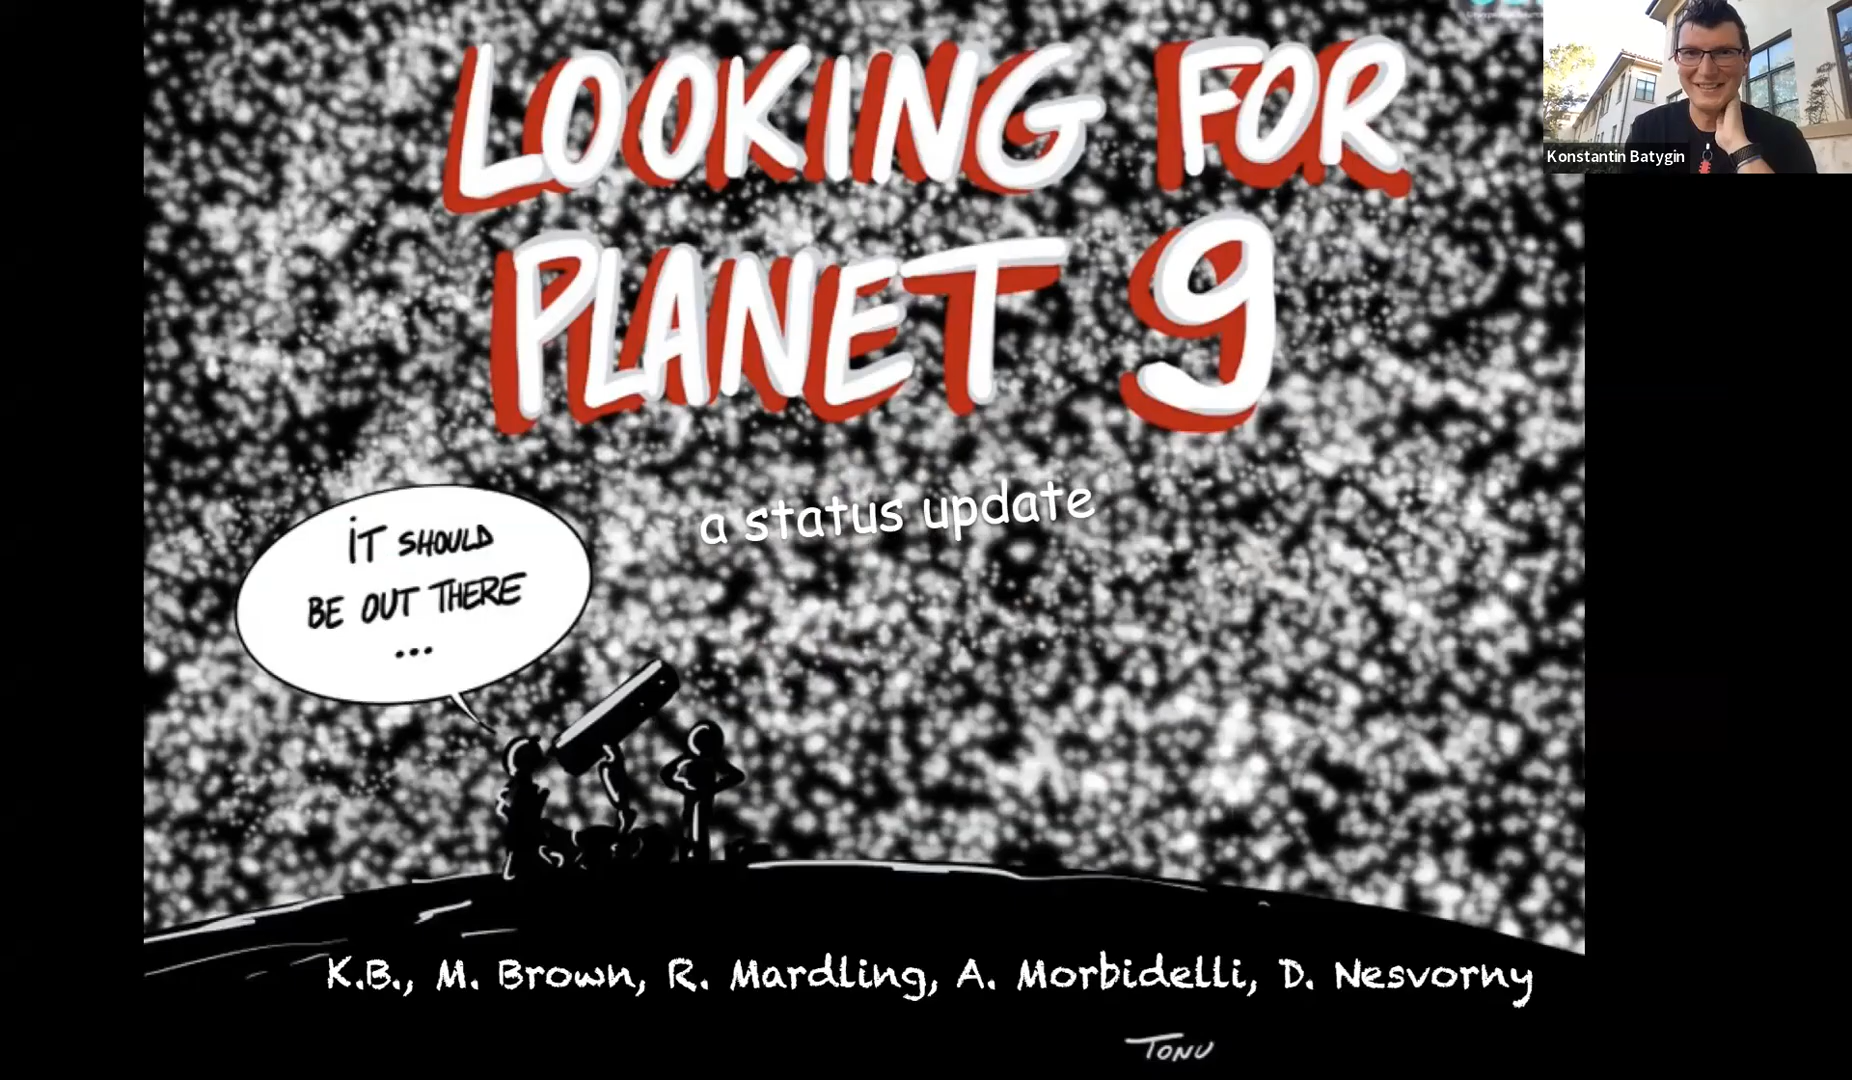 LOOKING FOR
PLANET 9
a status update
IT SHOULD
BE OUT THERE
...
K.B., M. Brown, R. Mardling, A. Morbidelli, D. Nesvorny
TONU
Konstantin Batygin